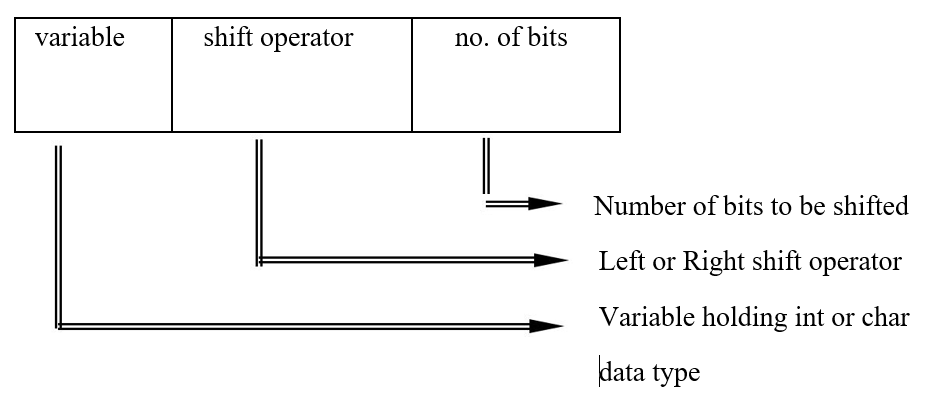 variable shift operator no. of bits
Number of bits to be shifted
Left or Right shift operator
Variable holding int or char
data type